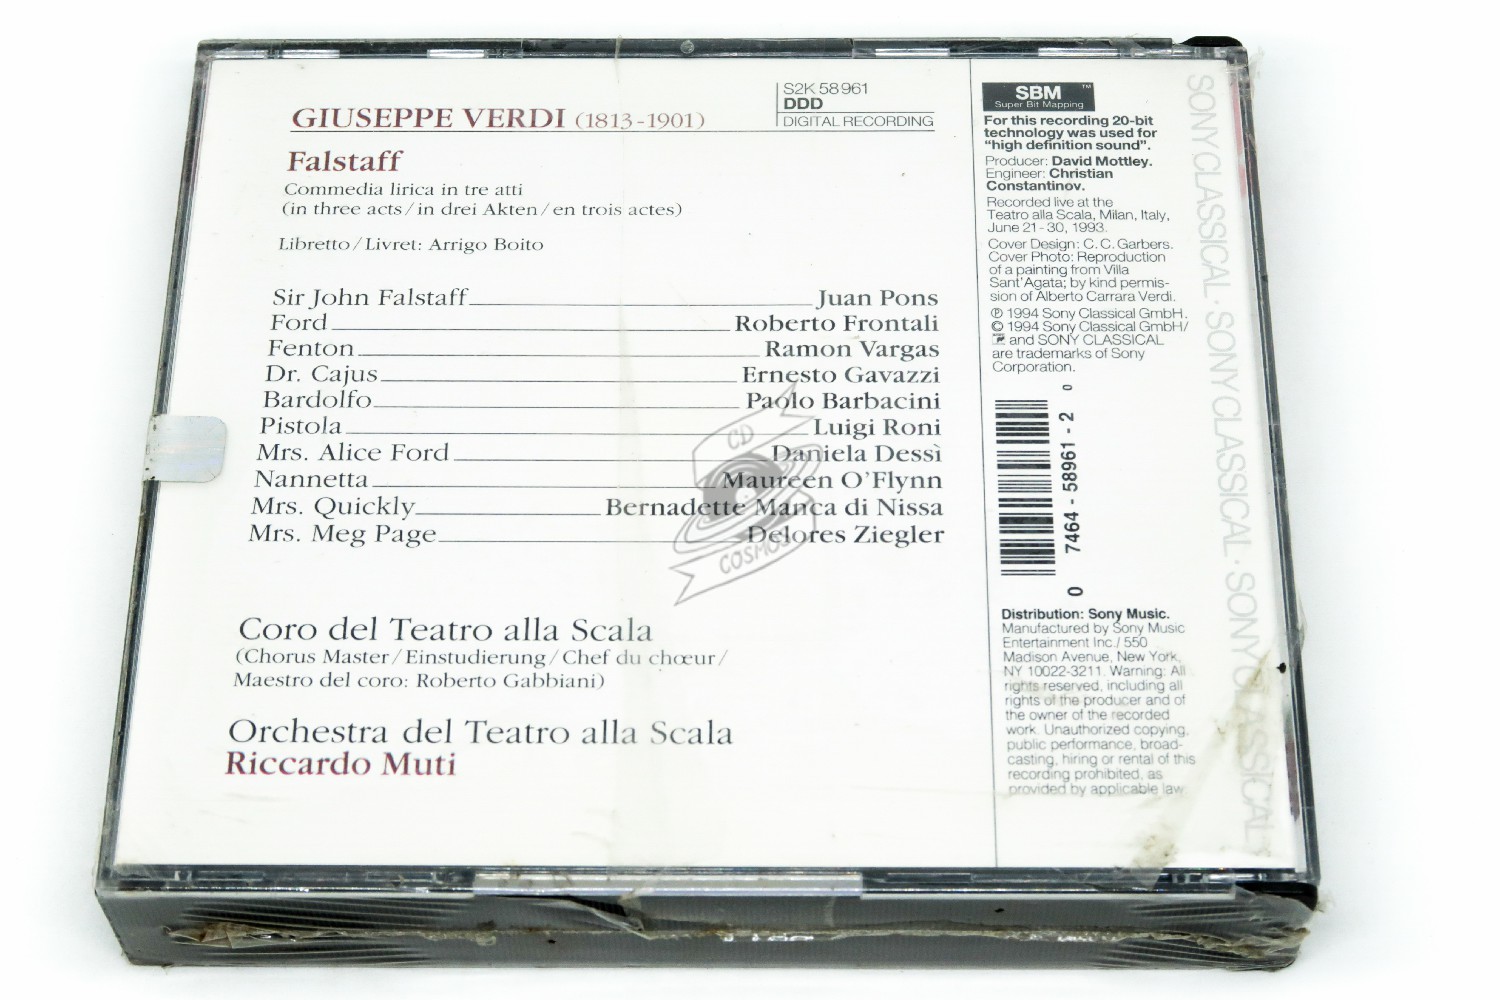 GIUSEPPE VERDI (1813-1901)
S2K 58961
DDD
DIGITAL RECORDING
Falstaff
Commedia lirica in tre atti
(in three acts/in drei Akten/en trois actes)
Libretto/Livret: Arrigo Boito
Sir John Falstaff Juan Pons
Ford Roberto Frontali
Fenton Ramon Vargas
Dr. Cajus Ernesto Gavazzi
Bardolfo Paolo Barbacini
Pistola Luigi Roni
Mrs. Alice Ford Daniela Dessì
Nannetta Maureen O'Flynn
Mrs. Quickly Bernadette Manca di Nissa
Mrs. Meg Page Delores Ziegler
Coro del Teatro alla Scala
(Chorus Master/Einstudierung/Chef du chœur/
Maestro del coro: Roberto Gabbiani)
Orchestra del Teatro alla Scala
Riccardo Muti
CD
COSMOS
SBM™
Super Bit Mapping
For this recording 20-bit
technology was used for
"high definition sound".
Producer: David Mottley.
Engineer: Christian
Constantinov.
Recorded live at the
Teatro alla Scala, Milan, Italy,
June 21-30, 1993.
Cover Design: C. C. Garbers.
Cover Photo: Reproduction
of a painting from Villa
Sant'Agata; by kind permis-
sion of Alberto Carrara Verdi.
℗ 1994 Sony Classical GmbH.
© 1994 Sony Classical GmbH/
and SONY CLASSICAL
are trademarks of Sony
Corporation.
0 7464-58961-2 0
Distribution: Sony Music.
Manufactured by Sony Music
Entertainment Inc./550
Madison Avenue, New York,
NY 10022-3211. Warning: All
rights reserved, including all
rights of the producer and of
the owner of the recorded
work. Unauthorized copying,
public performance, broad-
casting, hiring or rental of this
recording prohibited, as
provided by applicable law.
SONY CLASSICAL · SONY CLASSICAL · SONY CLASSICAL